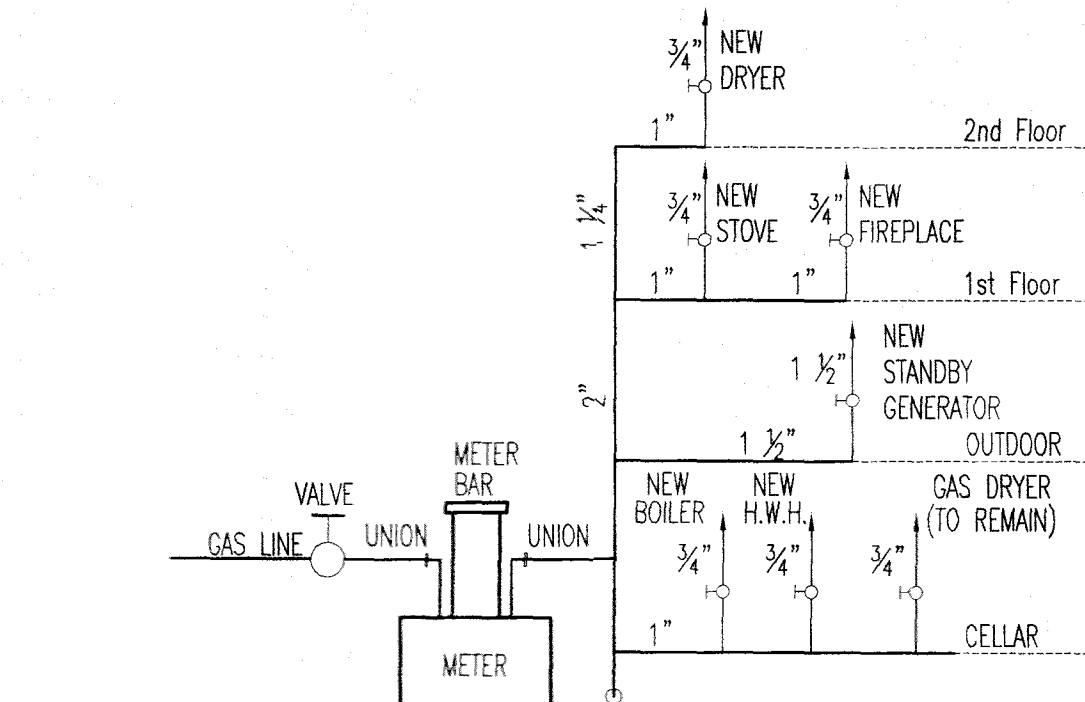 ¾" NEW
DRYER
1"
2nd Floor
1 ¼"
¾" NEW
STOVE
¾" NEW
FIREPLACE
1"
1"
1st Floor
2"
1 ½"
NEW
STANDBY
GENERATOR
1 ½"
OUTDOOR
METER
BAR
VALVE
GAS LINE
UNION
UNION
NEW
BOILER
NEW
H.W.H.
GAS DRYER
(TO REMAIN)
¾"
¾"
¾"
1"
CELLAR
METER